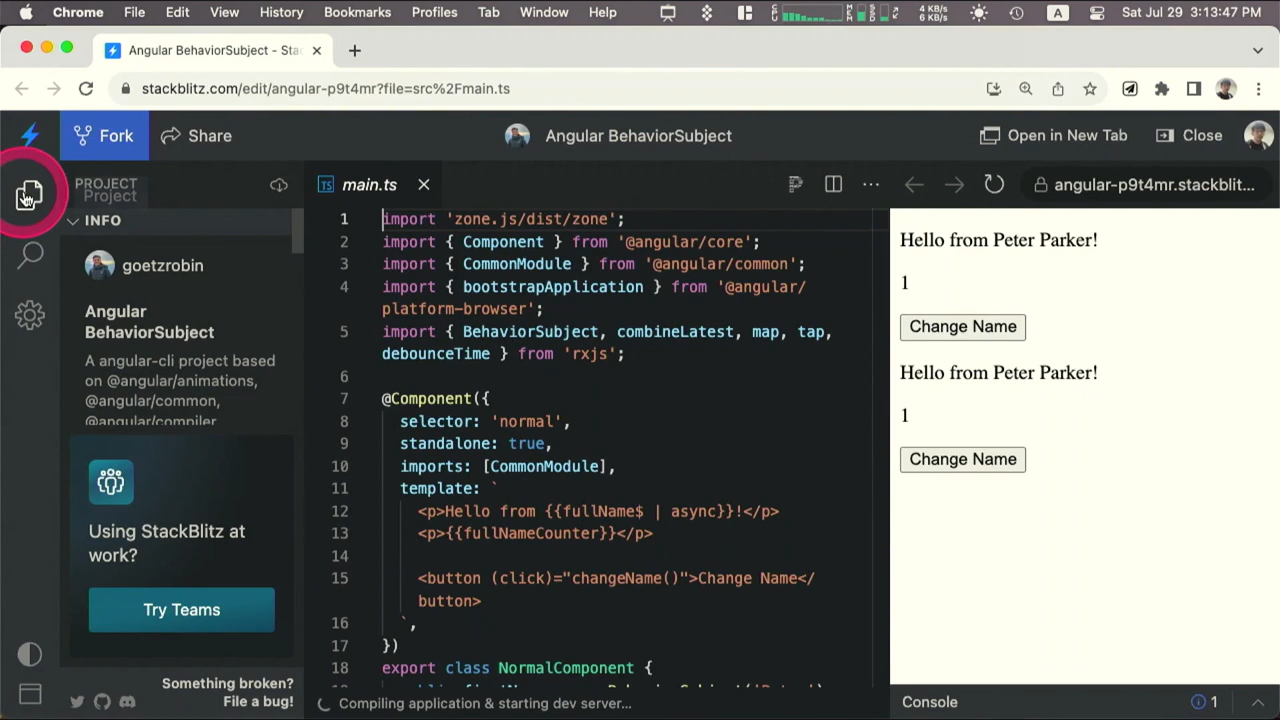 Chrome File Edit View History Bookmarks Profiles Tab Window Help
4 KB/s
6 KB/s
A
Sat Jul 29 3:13:47 PM
Angular BehaviorSubject - Sta
stackblitz.com/edit/angular-p9t4mr?file=src%2Fmain.ts
Fork
Share
Angular BehaviorSubject
Open in New Tab
Close
PROJECT
Project
INFO
goetzrobin
Angular
BehaviorSubject
A angular-cli project based
on @angular/animations,
@angular/common,
@angular/compiler
Using StackBlitz at
work?
Try Teams
Something broken?
File a bug!
TS main.ts
1 import 'zone.js/dist/zone';
2 import { Component } from '@angular/core';
3 import { CommonModule } from '@angular/common';
4 import { bootstrapApplication } from '@angular/
platform-browser';
5 import { BehaviorSubject, combineLatest, map, tap,
debounceTime } from 'rxjs';
6
7 @Component({
8 selector: 'normal',
9 standalone: true,
10 imports: [CommonModule],
11 template: `
12 <p>Hello from {{fullName$ | async}}!</p>
13 <p>{{fullNameCounter}}</p>
14
15 <button (click)="changeName()">Change Name</
button>
16 `,
17 })
18 export class NormalComponent {
Compiling application & starting dev server...
angular-p9t4mr.stackblit...
Hello from Peter Parker!
1
Change Name
Hello from Peter Parker!
1
Change Name
Console
1